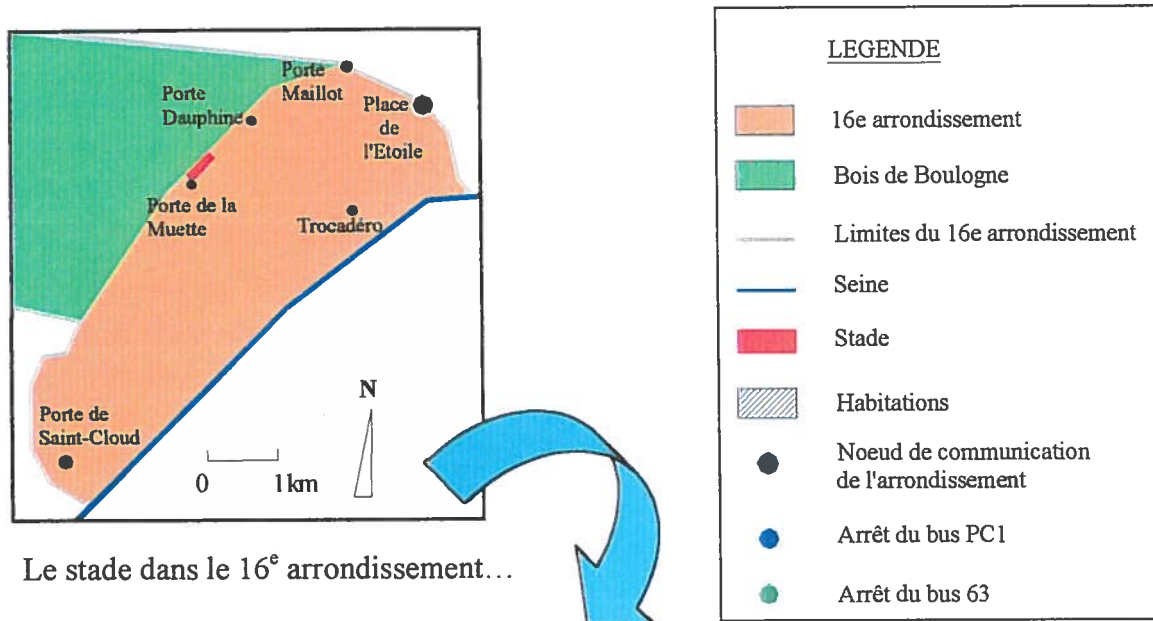 Porte
Maillot
Porte
Dauphine
Place
de
l'Etoile
Porte de la
Muette
Trocadéro
Porte de
Saint-Cloud
N
0 1 km
Le stade dans le 16e arrondissement…
LEGENDE
16e arrondissement
Bois de Boulogne
Limites du 16e arrondissement
Seine
Stade
Habitations
Noeud de communication
de l'arrondissement
Arrêt du bus PC1
Arrêt du bus 63